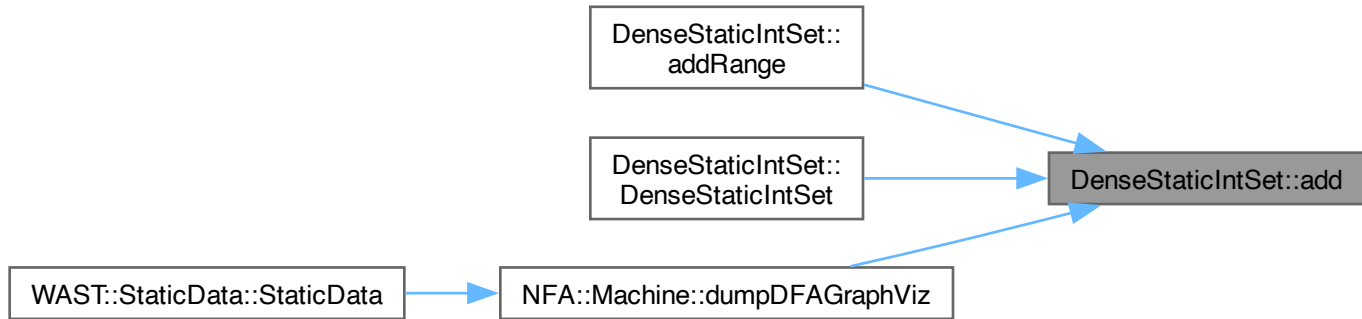 DenseStaticIntSet::
addRange
DenseStaticIntSet::
DenseStaticIntSet
DenseStaticIntSet::add
WAST::StaticData::StaticData
NFA::Machine::dumpDFAGraphViz